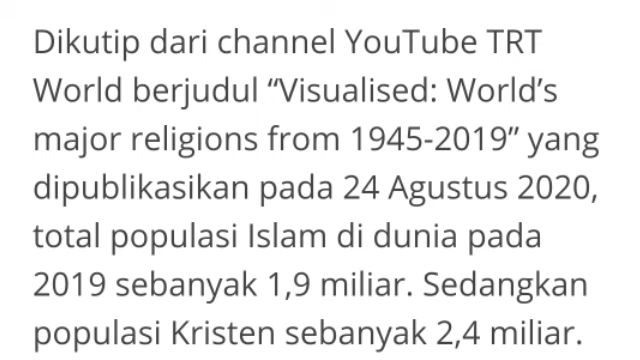 Dikutip dari channel YouTube TRT
World berjudul “Visualised: World’s
major religions from 1945-2019” yang
dipublikasikan pada 24 Agustus 2020,
total populasi Islam di dunia pada
2019 sebanyak 1,9 miliar. Sedangkan
populasi Kristen sebanyak 2,4 miliar.